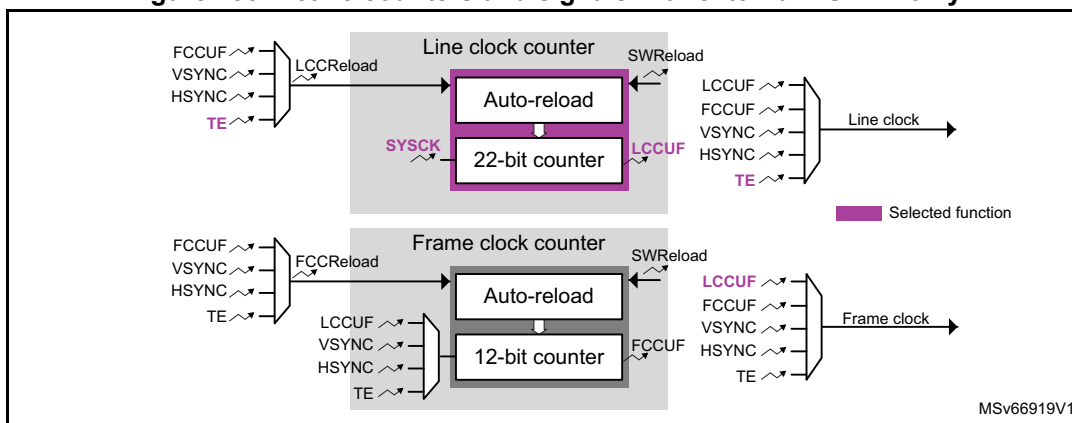 Line clock counter
FCCUF
VSYNC
HSYNC
TE
LCCReload
SWReload
Auto-reload
SYSCK
22-bit counter
LCCUF
LCCUF
FCCUF
VSYNC
HSYNC
TE
Line clock
Selected function
Frame clock counter
FCCUF
VSYNC
HSYNC
TE
FCCReload
SWReload
Auto-reload
LCCUF
VSYNC
HSYNC
TE
12-bit counter
FCCUF
LCCUF
FCCUF
VSYNC
HSYNC
TE
Frame clock
MSv66919V1